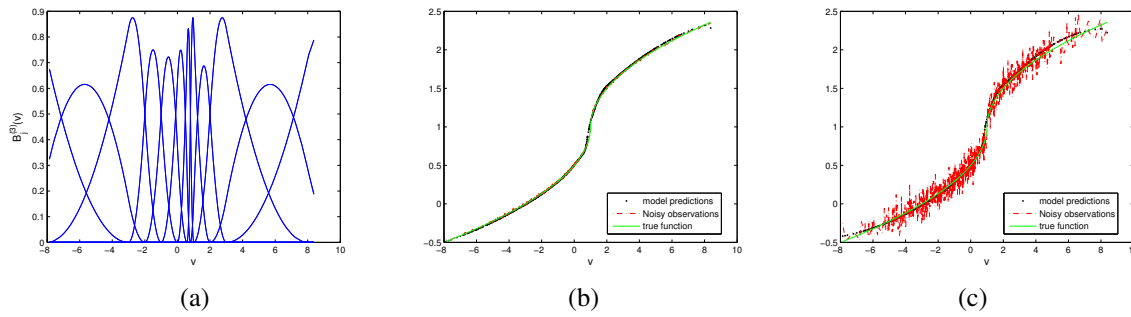 0.9
0.8
0.7
0.6
0.5
0.4
0.3
0.2
0.1
0
−8 −6 −4 −2 0 2 4 6 8 10
v
B_j^{(3)}(v)
(a)
2.5
2
1.5
1
0.5
0
−0.5
−8 −6 −4 −2 0 2 4 6 8 10
v
model predictions
Noisy observations
true function
(b)
2.5
2
1.5
1
0.5
0
−0.5
−8 −6 −4 −2 0 2 4 6 8 10
v
model predictions
Noisy observations
true function
(c)